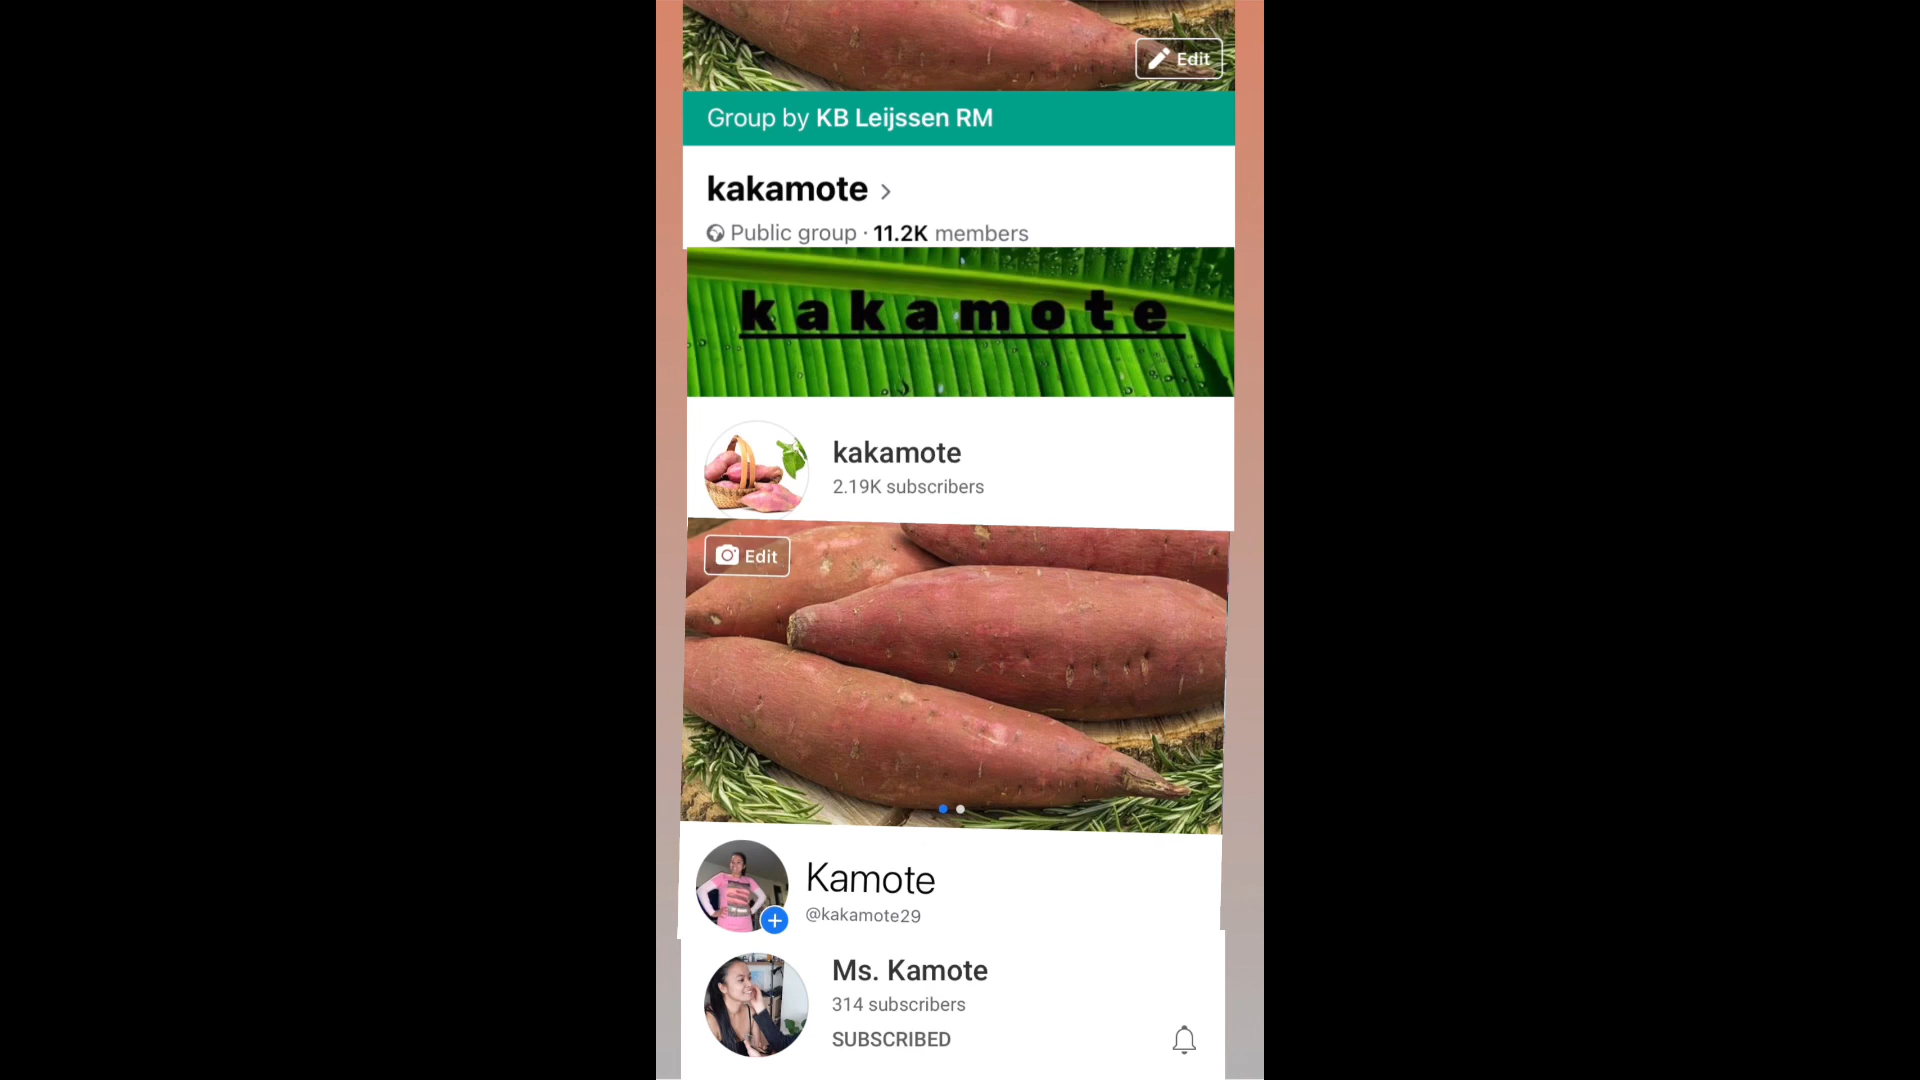 Edit
Group by KB Leijssen RM
kakamote
Public group · 11.2K members
kakamote
kakamote
2.19K subscribers
Edit
Kamote
@kakamote29
Ms. Kamote
314 subscribers
SUBSCRIBED